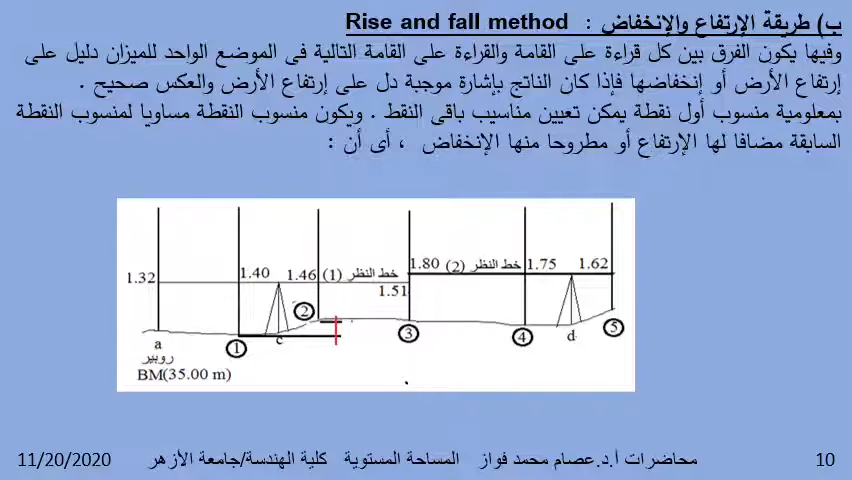 ب) طريقة الإرتفاع والإنخفاض : Rise and fall method
وفيها يكون الفرق بين كل قراءة على القامة والقراءة على القامة التالية فى الموضع الواحد للميزان دليل على
إرتفاع الأرض أو إنخفاضها فإذا كان الناتج بإشارة موجبة دل على إرتفاع الأرض والعكس صحيح .
بمعلومية منسوب أول نقطة يمكن تعيين مناسيب باقى النقط . ويكون منسوب النقطة مساويا لمنسوب النقطة
السابقة مضافا لها الإرتفاع أو مطروحا منها الإنخفاض ، أى أن :
1.80 خط النظر (2) 1.75 1.62
1.32 1.40 1.46 خط النظر (1)
1.51
2
a 1 c 3 4 d 5
روبير
BM(35.00 m)
11/20/2020 محاضرات أ.د.عصام محمد فواز المساحة المستوية كلية الهندسة/جامعة الأزهر 10